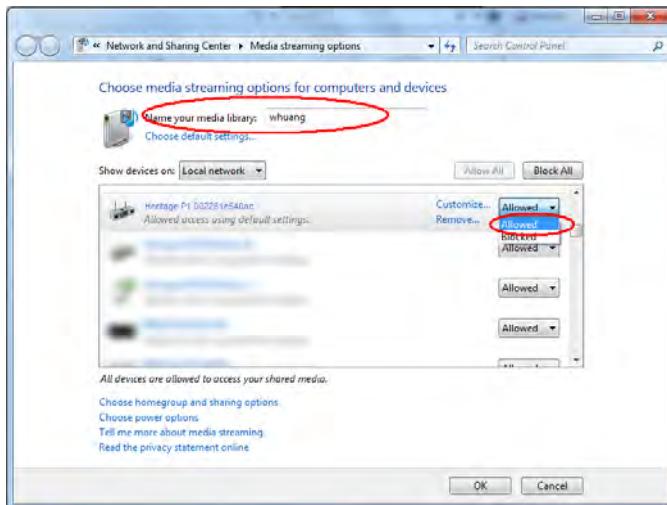 « Network and Sharing Center ▸ Media streaming options
Search Control Panel
Choose media streaming options for computers and devices
Name your media library: whuang
Choose default settings...
Show devices on: Local network
Allow All
Block All
Heritage P1
Customize...
Allowed
Allowed access using default settings.
Remove...
Allowed
Blocked
Allowed
Allowed
Allowed
All devices are allowed to access your shared media.
Choose homegroup and sharing options
Choose power options
Tell me more about media streaming
Read the privacy statement online
OK
Cancel